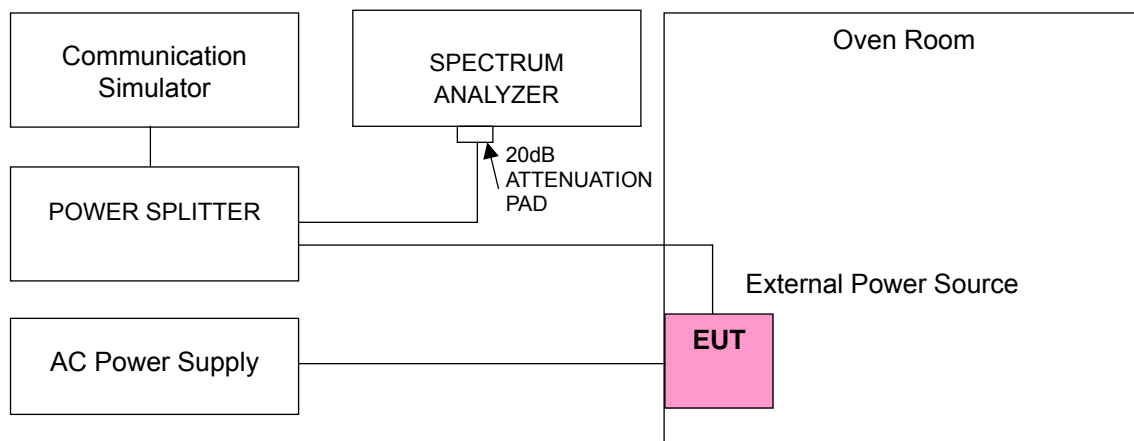 Communication
Simulator
SPECTRUM
ANALYZER
Oven Room
20dB
ATTENUATION
PAD
POWER SPLITTER
External Power Source
EUT
AC Power Supply